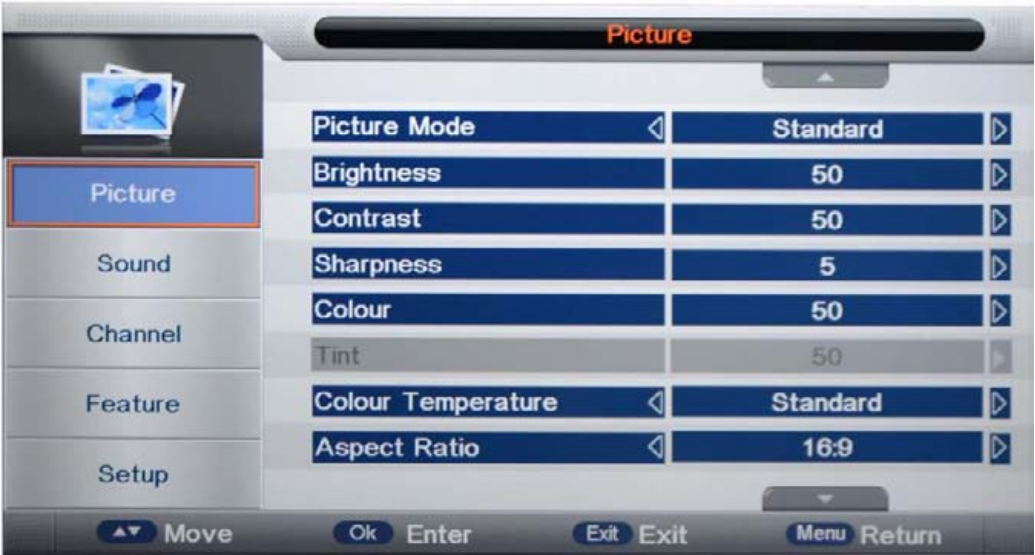 Picture
Picture Mode Standard
Picture
Brightness 50
Contrast 50
Sound
Sharpness 5
Colour 50
Channel
Tint 50
Feature
Colour Temperature Standard
Aspect Ratio 16:9
Setup
Move Ok Enter Exit Exit Menu Return